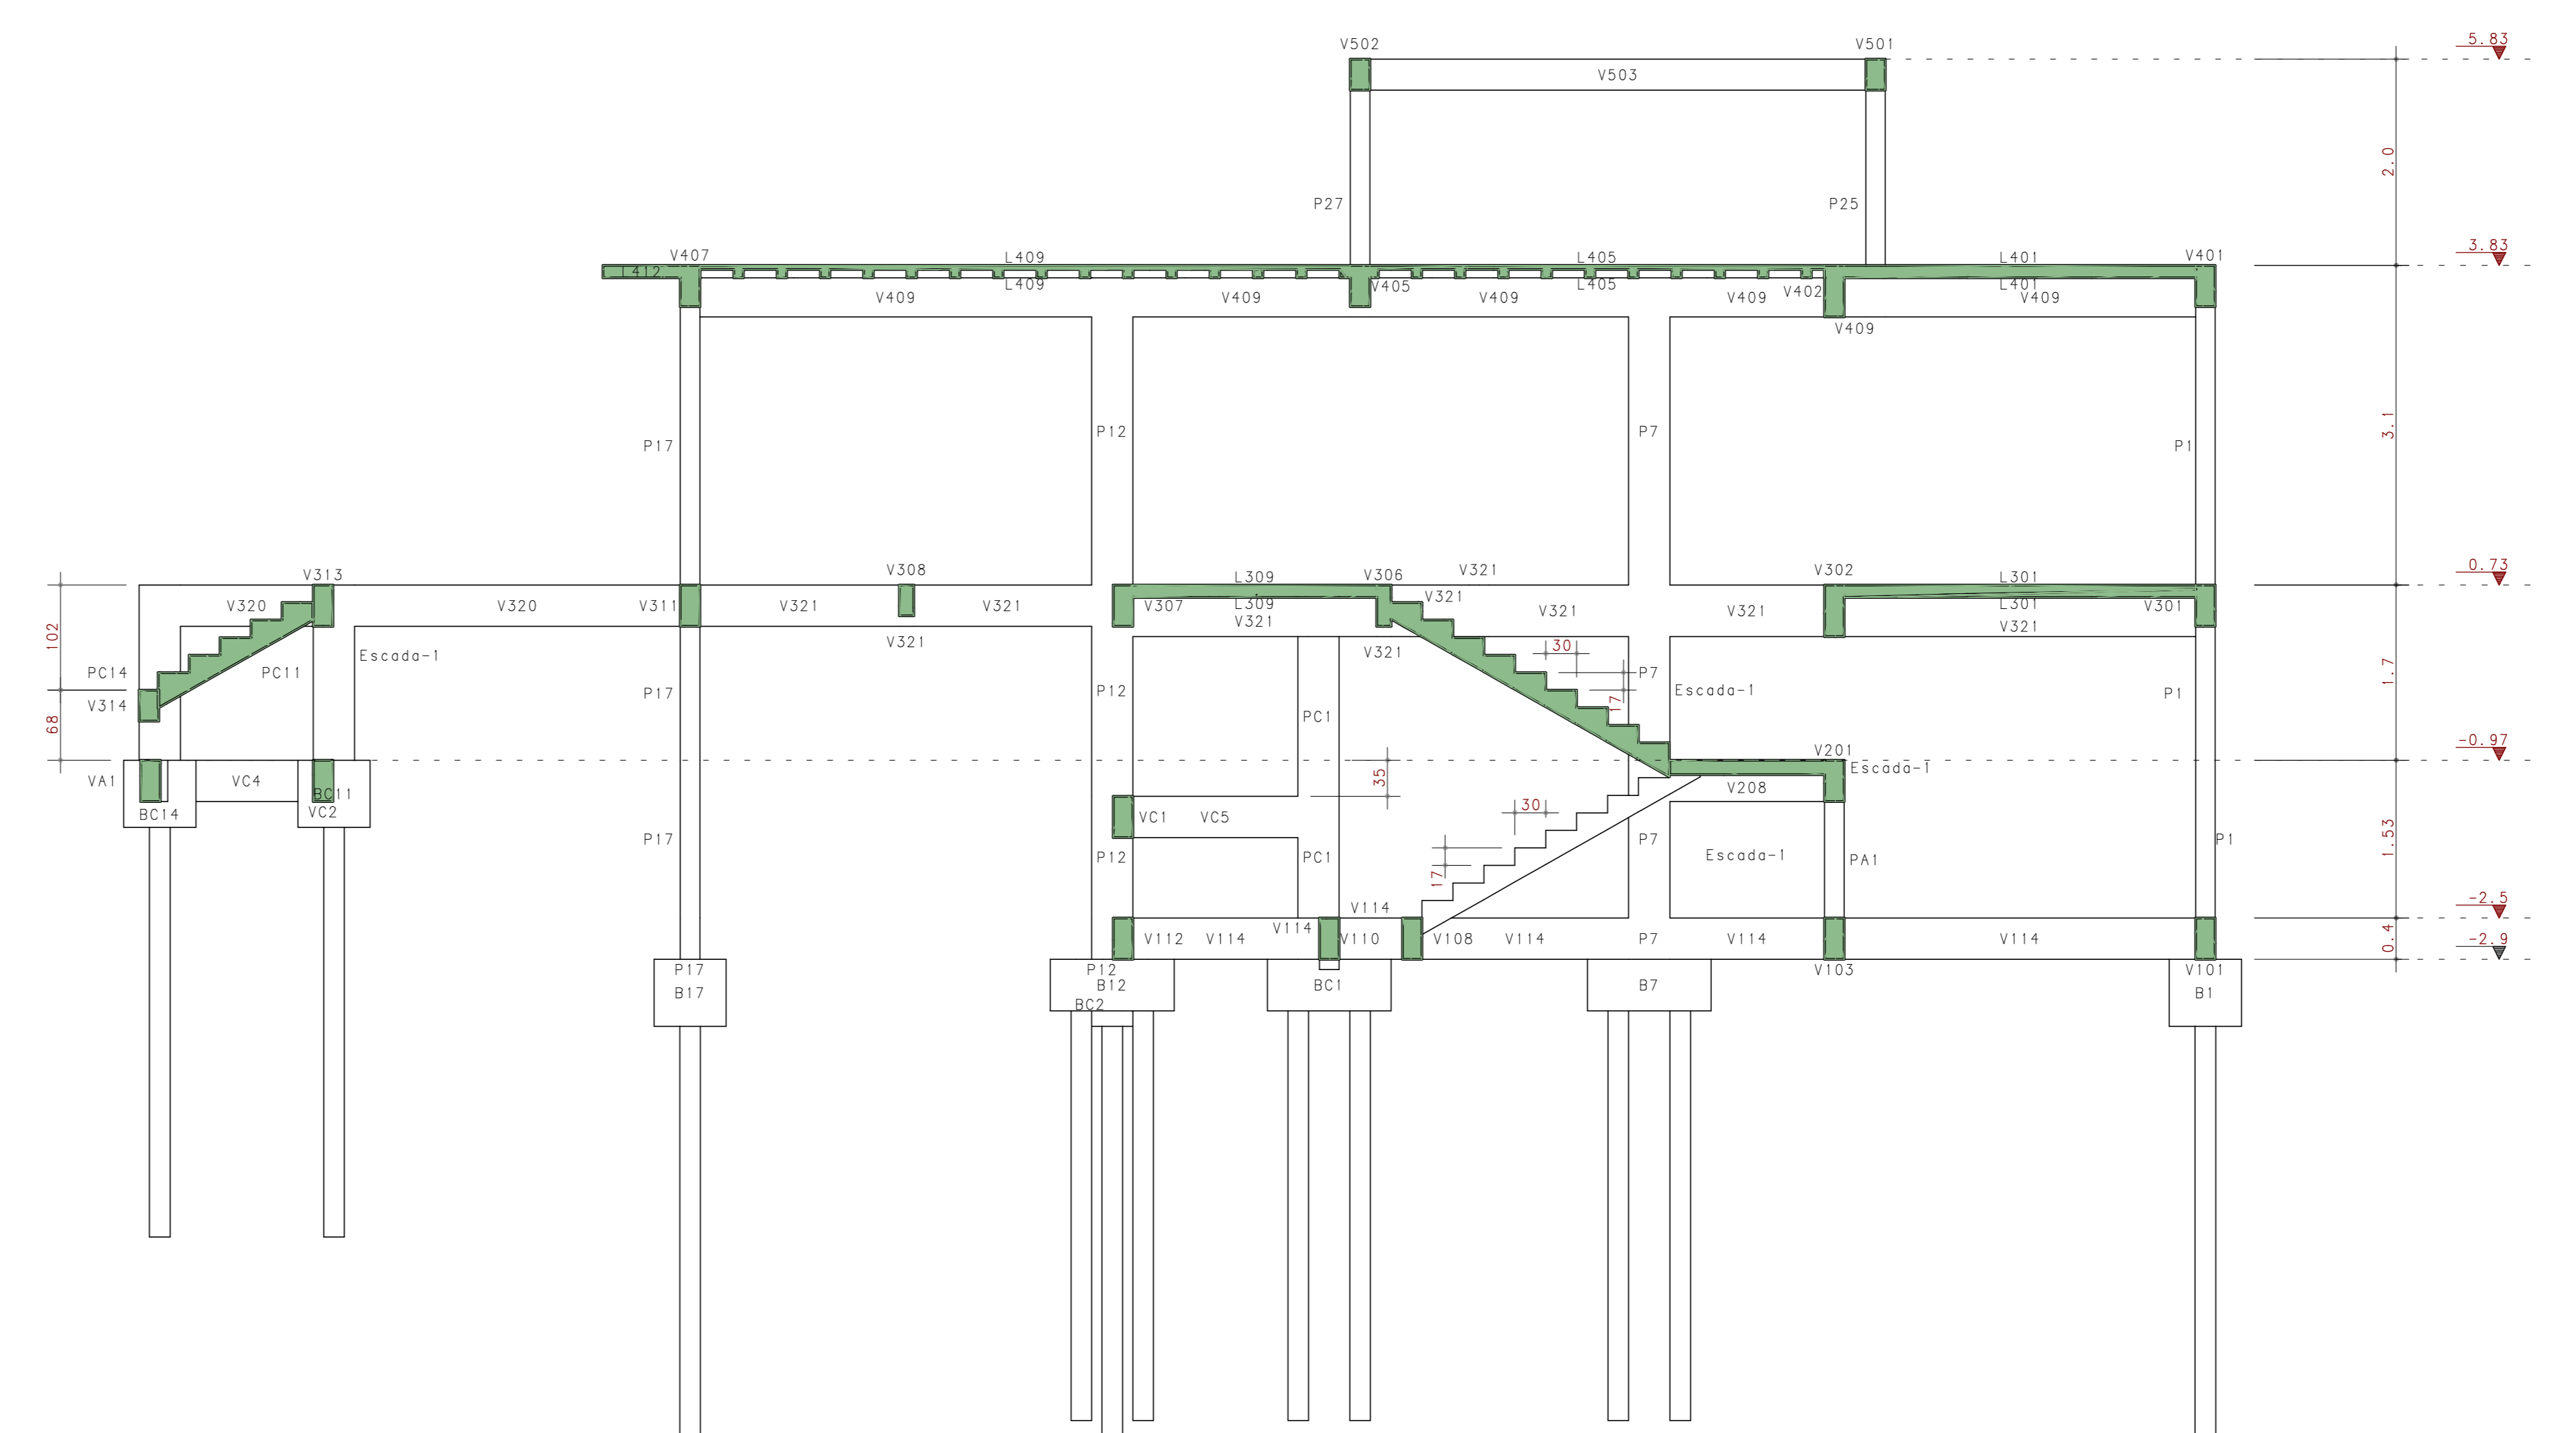 V502
V501
5.83
V503
2.0
P27
P25
V407
L409
L405
L401
V401
3.83
L412
L409
V405
L405
V402
L401
V409
V409
V409
V409
V409
V409
P17
P12
P7
P1
3.1
V313
V308
L309
V306
V321
V302
L301
0.73
V320
V320
V311
V321
V321
V307
L309
V321
V321
V321
V321
L301
V301
V321
V321
V321
102
PC14
PC11
Escada-1
30
P7
17
Escada-1
1.7
V314
68
P17
P12
PC1
P1
V201
-0.97
Escada-1
VA1
VC4
BC11
VC2
BC14
35
V208
30
VC1
VC5
P17
P12
PC1
17
P7
Escada-1
PA1
P1
1.53
V114
-2.5
V112
V114
V114
V110
V108
V114
P7
V114
V114
0.4
-2.9
P17
B17
P12
B12
BC2
BC1
B7
V103
V101
B1